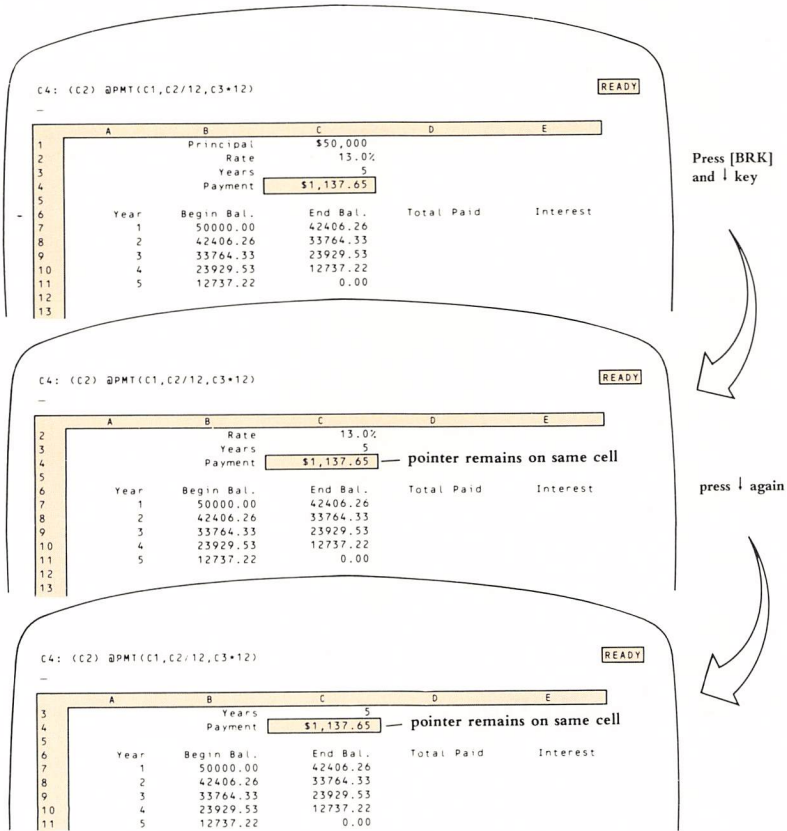 C4: (C2) @PMT(C1,C2/12,C3*12) READY
A B C D E
1 Principal $50,000
2 Rate 13.0%
3 Years 5
4 Payment $1,137.65
5
6 Year Begin Bal. End Bal. Total Paid Interest
7 1 50000.00 42406.26
8 2 42406.26 33764.33
9 3 33764.33 23929.53
10 4 23929.53 12737.22
11 5 12737.22 0.00
12
13
Press [BRK]
and ↓ key
C4: (C2) @PMT(C1,C2/12,C3*12) READY
A B C D E
2 Rate 13.0%
3 Years 5
4 Payment $1,137.65 pointer remains on same cell
5
6 Year Begin Bal. End Bal. Total Paid Interest
7 1 50000.00 42406.26
8 2 42406.26 33764.33
9 3 33764.33 23929.53
10 4 23929.53 12737.22
11 5 12737.22 0.00
12
13
press ↓ again
C4: (C2) @PMT(C1,C2/12,C3*12) READY
A B C D E
3 Years 5
4 Payment $1,137.65 pointer remains on same cell
5
6 Year Begin Bal. End Bal. Total Paid Interest
7 1 50000.00 42406.26
8 2 42406.26 33764.33
9 3 33764.33 23929.53
10 4 23929.53 12737.22
11 5 12737.22 0.00